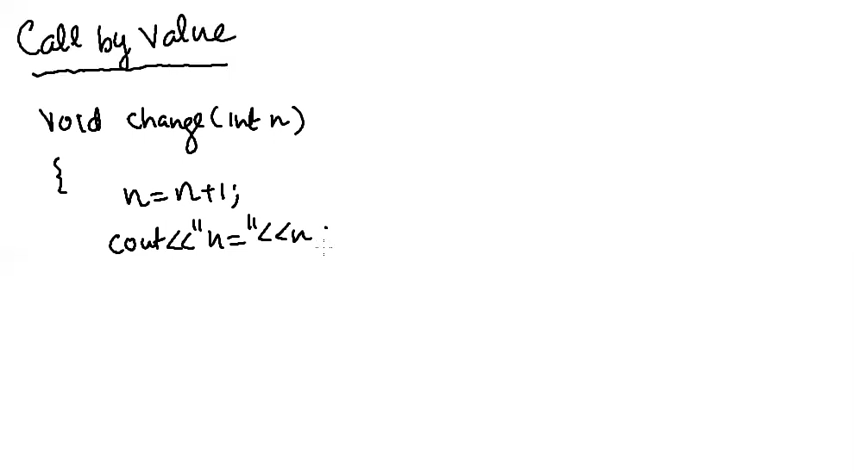 Call by Value
void change(int n)
{
n=n+1;
cout<<"n="<<n.